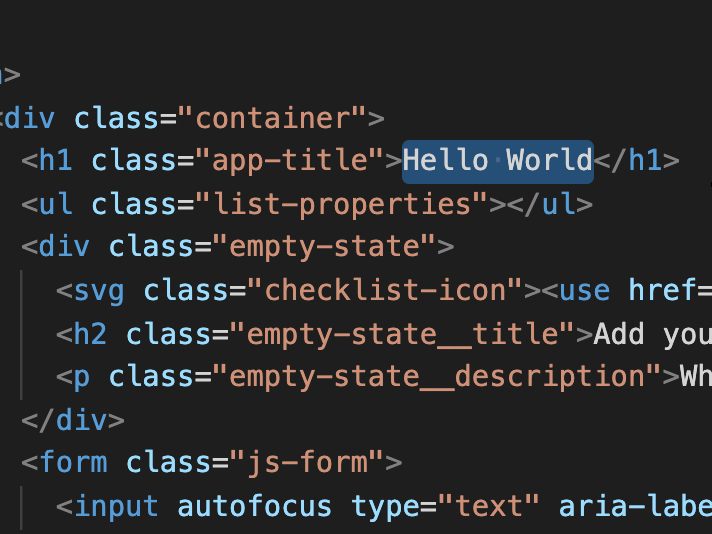 >
<div class="container">
<h1 class="app-title">Hello World</h1>
<ul class="list-properties"></ul>
<div class="empty-state">
<svg class="checklist-icon"><use href=
<h2 class="empty-state__title">Add you
<p class="empty-state__description">Wh
</div>
<form class="js-form">
<input autofocus type="text" aria-labe